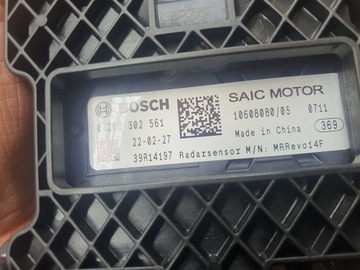 BOSCH
SAIC MOTOR
302 561
10608080/05 0711
22-02-27
Made in China
369
39R14197 Radarsensor M/N: MRRevo14F